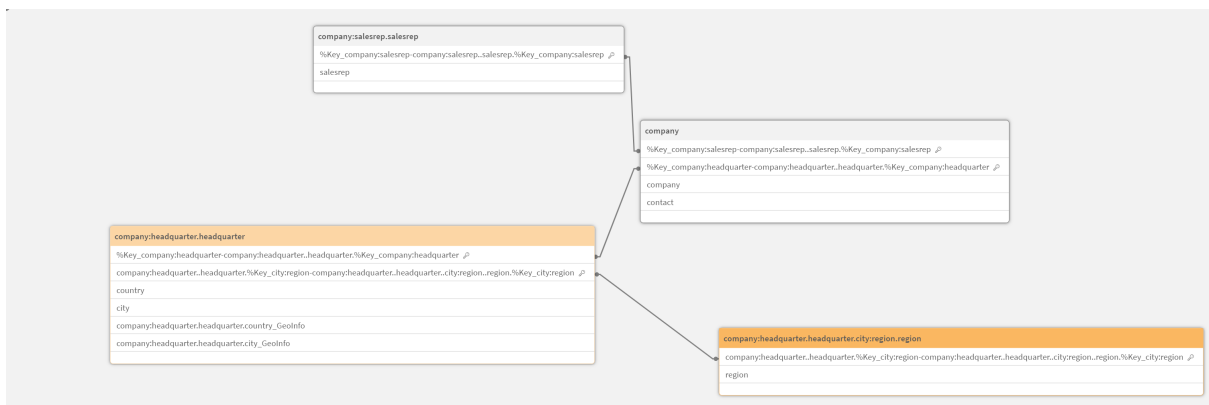 company:salesrep.salesrep
%Key_company:salesrep-company:salesrep..salesrep.%Key_company:salesrep
salesrep
company
%Key_company:salesrep-company:salesrep..salesrep.%Key_company:salesrep
%Key_company:headquarter-company:headquarter..headquarter.%Key_company:headquarter
company
contact
company:headquarter.headquarter
%Key_company:headquarter-company:headquarter..headquarter.%Key_company:headquarter
company:headquarter..headquarter.%Key_city:region-company:headquarter..headquarter..city:region..region.%Key_city:region
country
city
company:headquarter.headquarter.country_GeoInfo
company:headquarter.headquarter.city_GeoInfo
company:headquarter.headquarter.city:region.region
company:headquarter..headquarter.%Key_city:region-company:headquarter..headquarter..city:region..region.%Key_city:region
region